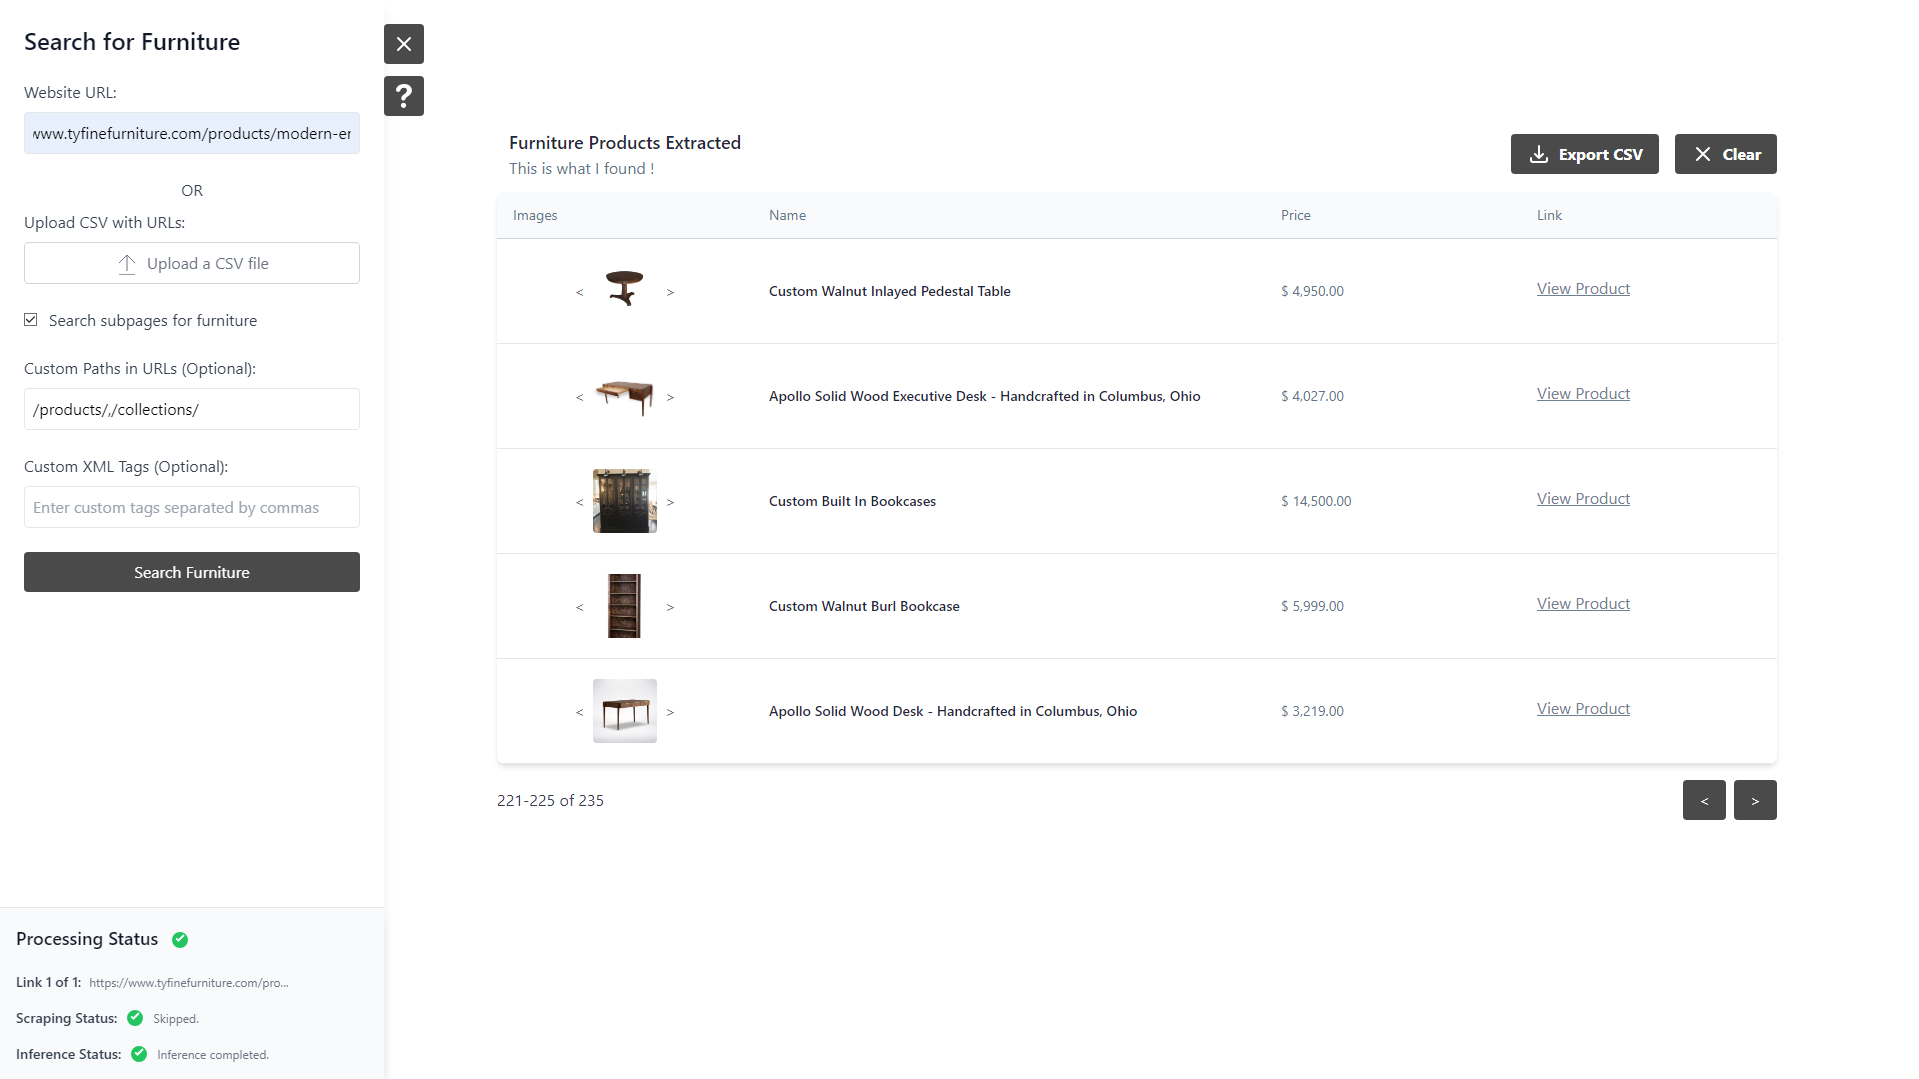 Search for Furniture
Website URL:
www.tyfinefurniture.com/products/modern-er
OR
Upload CSV with URLs:
Upload a CSV file
Search subpages for furniture
Custom Paths in URLs (Optional):
/products/,/collections/
Custom XML Tags (Optional):
Enter custom tags separated by commas
Search Furniture
Processing Status
Link 1 of 1: https://www.tyfinefurniture.com/pro...
Scraping Status: Skipped.
Inference Status: Inference completed.
?
Furniture Products Extracted
This is what I found !
Export CSV
Clear
Images Name Price Link
< > Custom Walnut Inlayed Pedestal Table $ 4,950.00 View Product
< > Apollo Solid Wood Executive Desk - Handcrafted in Columbus, Ohio $ 4,027.00 View Product
< > Custom Built In Bookcases $ 14,500.00 View Product
< > Custom Walnut Burl Bookcase $ 5,999.00 View Product
< > Apollo Solid Wood Desk - Handcrafted in Columbus, Ohio $ 3,219.00 View Product
221-225 of 235
< >